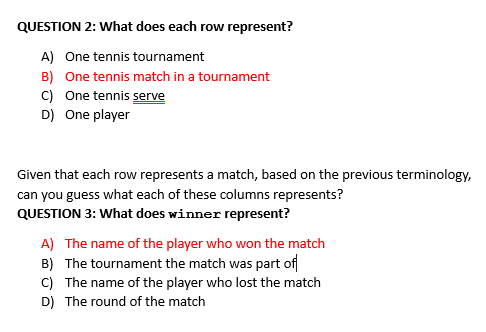 QUESTION 2: What does each row represent?
A) One tennis tournament
B) One tennis match in a tournament
C) One tennis serve
D) One player
Given that each row represents a match, based on the previous terminology,
can you guess what each of these columns represents?
QUESTION 3: What does winner represent?
A) The name of the player who won the match
B) The tournament the match was part of
C) The name of the player who lost the match
D) The round of the match